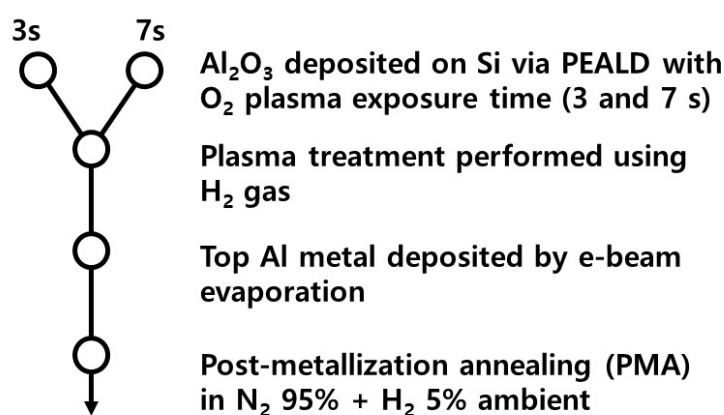 3s 7s
Al₂O₃ deposited on Si via PEALD with
O₂ plasma exposure time (3 and 7 s)
Plasma treatment performed using
H₂ gas
Top Al metal deposited by e-beam
evaporation
Post-metallization annealing (PMA)
in N₂ 95% + H₂ 5% ambient